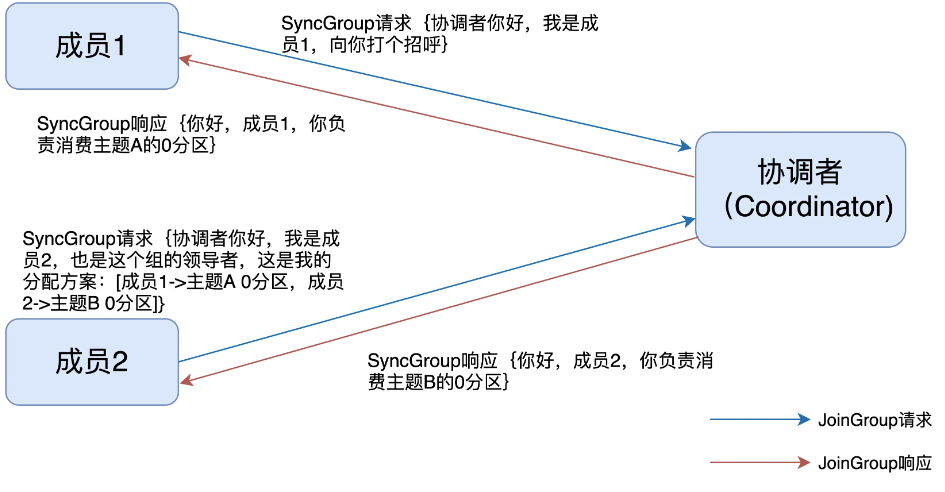 成员1
SyncGroup请求｛协调者你好，我是成
员1，向你打个招呼｝
SyncGroup响应｛你好，成员1，你负
责消费主题A的0分区｝
协调者
（Coordinator)
SyncGroup请求｛协调者你好，我是成
员2，也是这个组的领导者，这是我的
分配方案：[成员1->主题A 0分区，成员
2->主题B 0分区]｝
成员2
SyncGroup响应｛你好，成员2，你负责消
费主题B的0分区｝
JoinGroup请求
JoinGroup响应